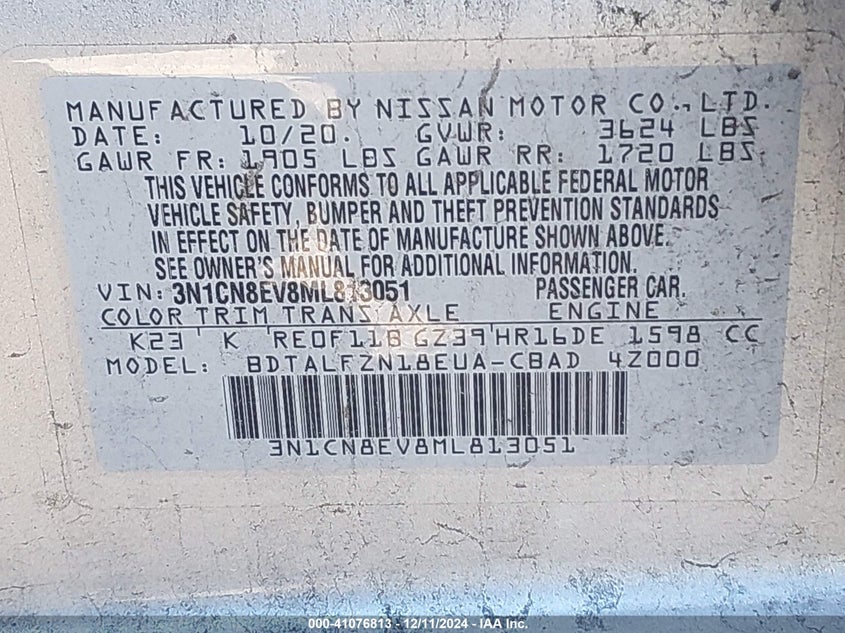 MANUFACTURED BY NISSAN MOTOR CO., LTD.
DATE: 10/20. GVWR: 3624 LBS
GAWR FR: 1905 LBS GAWR RR: 1720 LBS.
THIS VEHICLE CONFORMS TO ALL APPLICABLE FEDERAL MOTOR
VEHICLE SAFETY, BUMPER AND THEFT PREVENTION STANDARDS
IN EFFECT ON THE DATE OF MANUFACTURE SHOWN ABOVE.
SEE OWNER'S MANUAL FOR ADDITIONAL INFORMATION.
VIN: 3N1CN8EV8ML813051 PASSENGER CAR.
COLOR TRIM TRANS AXLE ENGINE
K23 K RE0F11B GZ39 HR16DE 1598 CC
MODEL: BDTALFZN18EUA-CBAD 4Z000
3N1CN8EV8ML813051
000-41076813 - 12/11/2024 - IAA Inc.